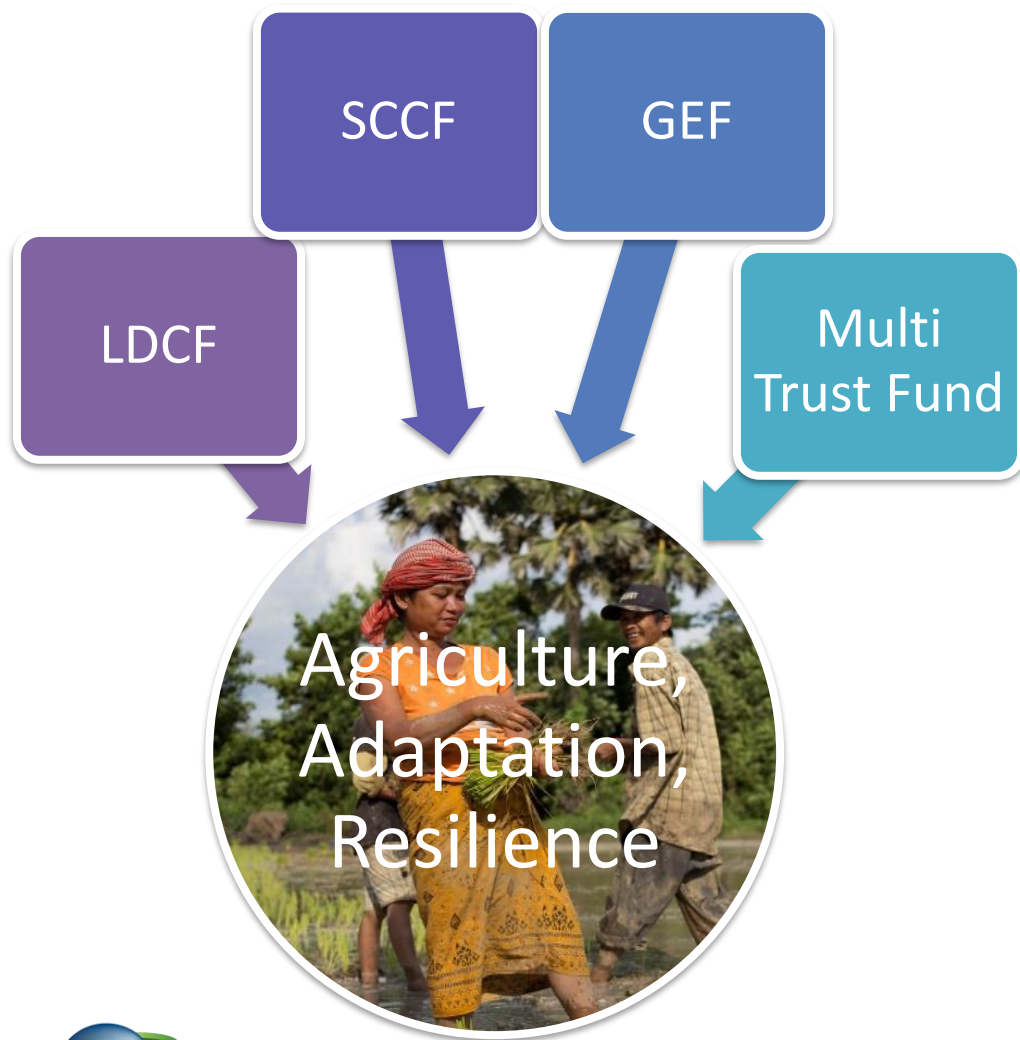 SCCF
GEF
LDCF
Multi
Trust Fund
Agriculture,
Adaptation,
Resilience